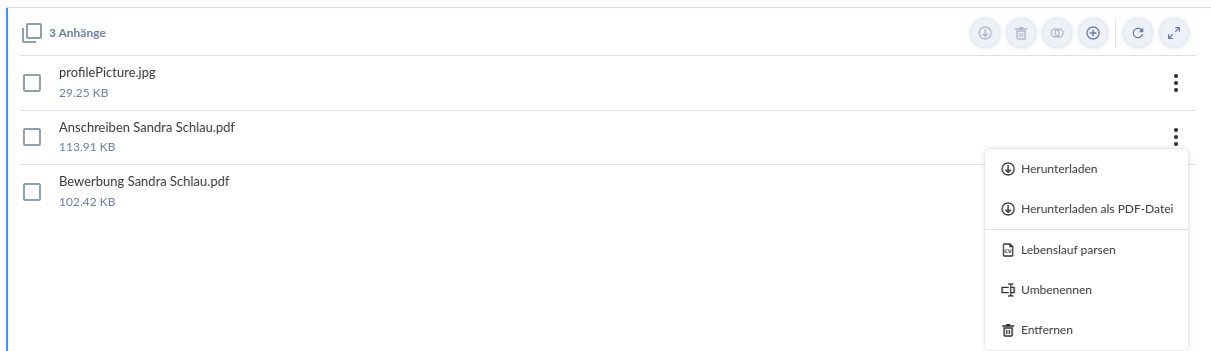 3 Anhänge
profilePicture.jpg
29.25 KB
Anschreiben Sandra Schlau.pdf
113.91 KB
Bewerbung Sandra Schlau.pdf
102.42 KB
Herunterladen
Herunterladen als PDF-Datei
CV Lebenslauf parsen
Umbenennen
Entfernen